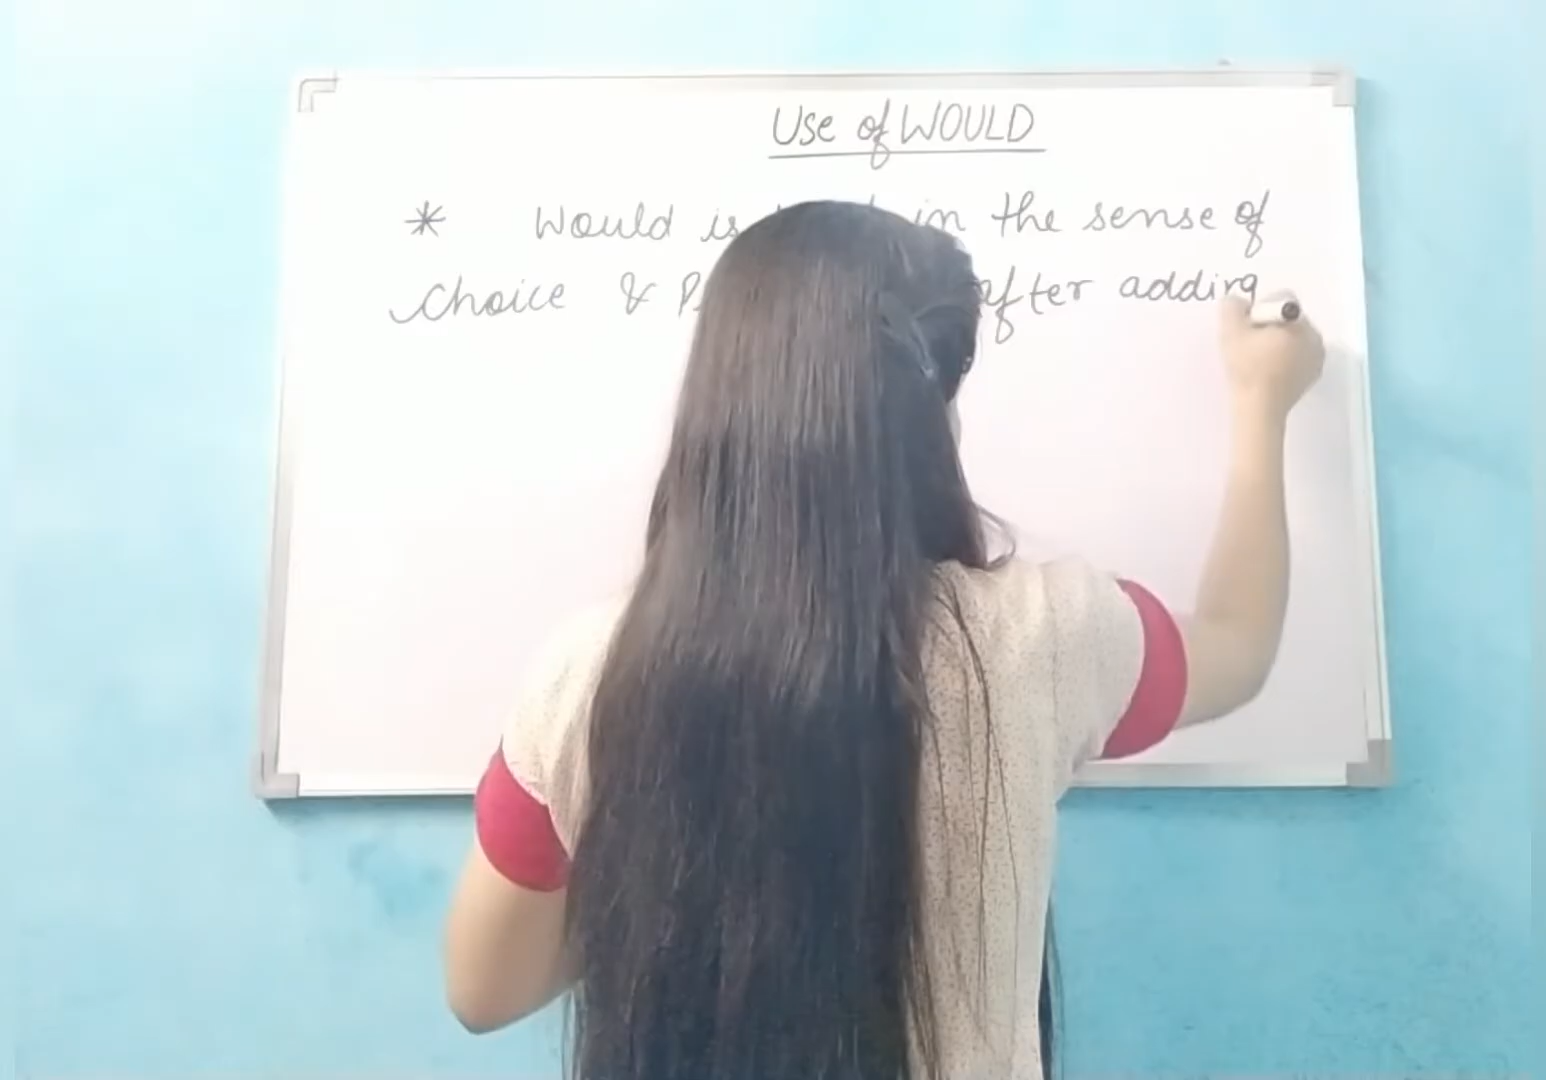 Use of WOULD
* Would is in the sense of
choice & after adding